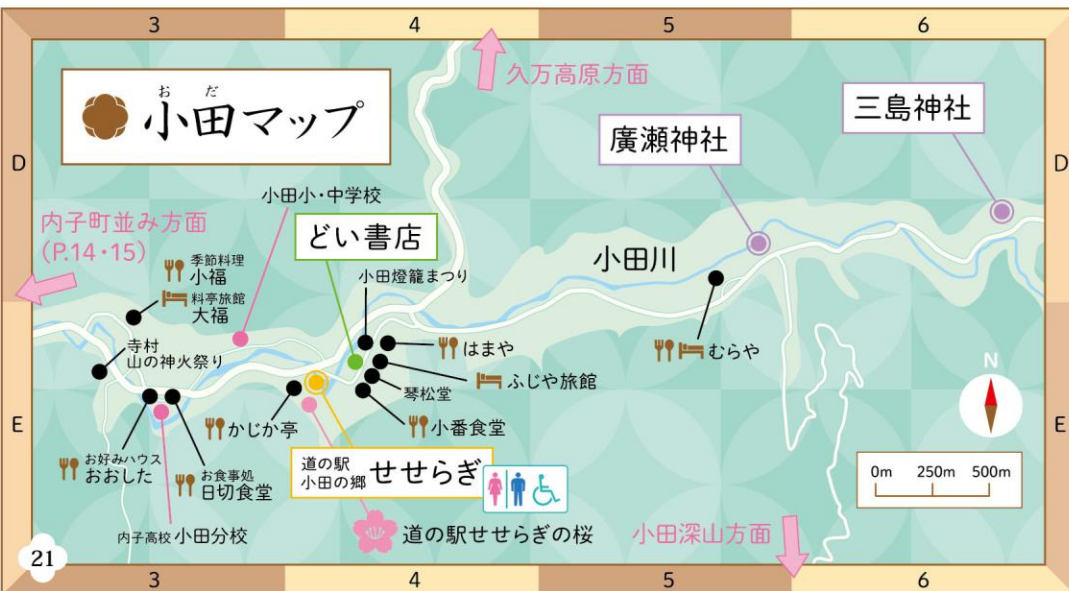 3
4
5
6
おだ
小田マップ
久万高原方面
廣瀬神社
三島神社
D
D
小田小・中学校
内子町並み方面
(P.14・15)
どい書店
季節料理
小福
料亭旅館
大福
小田燈籠まつり
小田川
はまや
むらや
寺村
山の神火祭り
ふじや旅館
琴松堂
N
E
E
かじか亭
小番食堂
お好みハウス
おおした
お食事処
日切食堂
道の駅
小田の郷
せせらぎ
0m 250m 500m
内子高校 小田分校
道の駅せせらぎの桜
小田深山方面
21
3
4
5
6